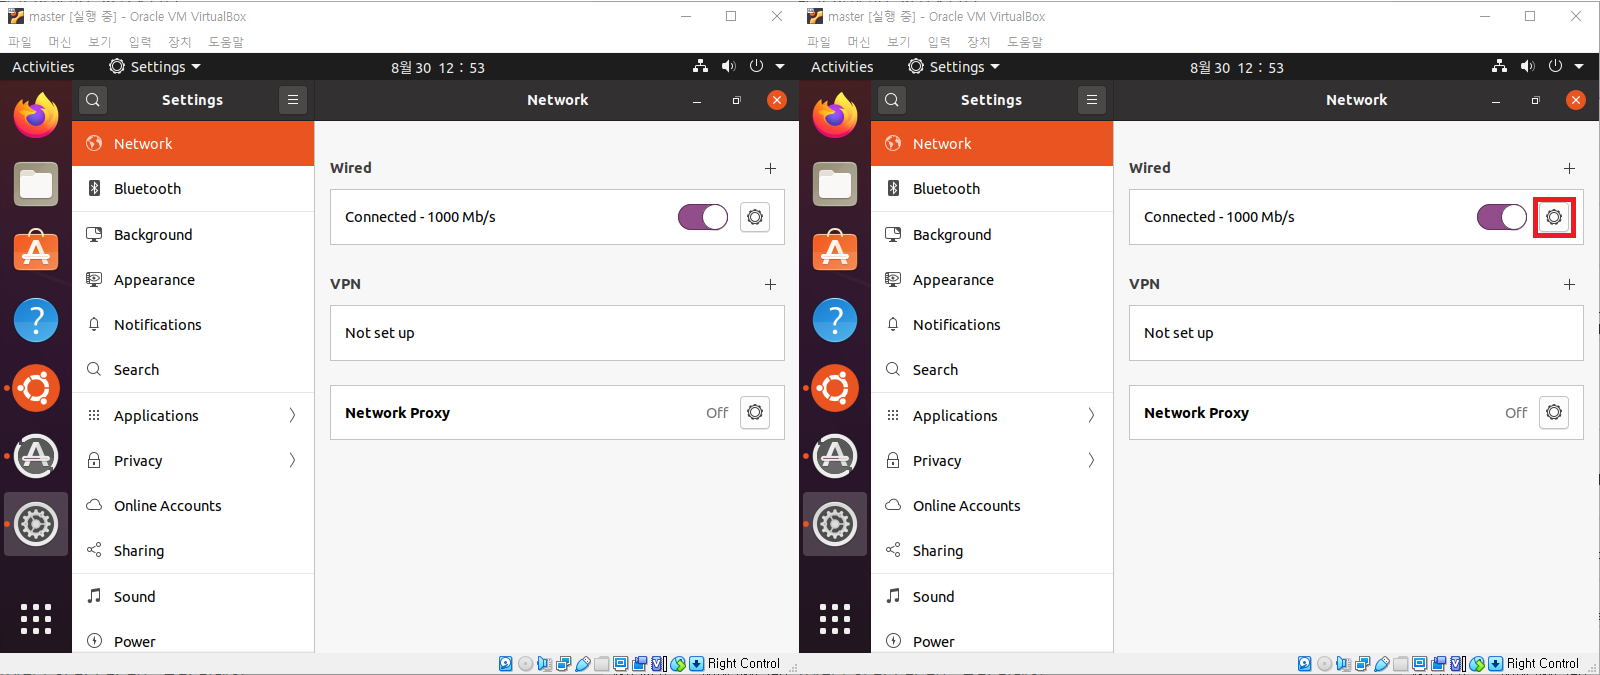 master [실행 중] - Oracle VM VirtualBox
파일 머신 보기 입력 장치 도움말
Activities Settings 8월 30 12 : 53
Settings Network
Network
Bluetooth
Background
Appearance
Notifications
Search
Applications
Privacy
Online Accounts
Sharing
Sound
Power
Wired
Connected - 1000 Mb/s
VPN
Not set up
Network Proxy Off
Right Control
master [실행 중] - Oracle VM VirtualBox
파일 머신 보기 입력 장치 도움말
Activities Settings 8월 30 12 : 53
Settings Network
Network
Bluetooth
Background
Appearance
Notifications
Search
Applications
Privacy
Online Accounts
Sharing
Sound
Power
Wired
Connected - 1000 Mb/s
VPN
Not set up
Network Proxy Off
Right Control